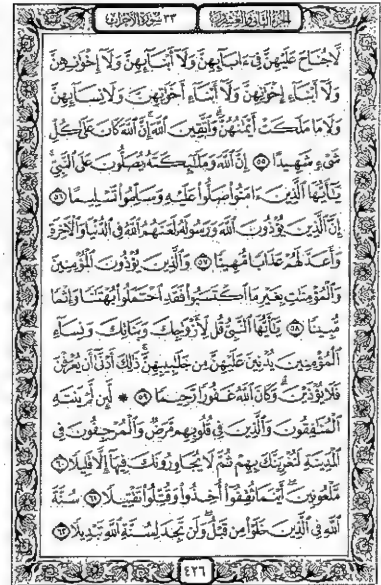 الجزء الثاني والعشرون ٣٣ سورة الأحزاب
لَّا جُنَاحَ عَلَيْهِنَّ فِىٓ ءَابَآئِهِنَّ وَلَآ أَبْنَآئِهِنَّ وَلَآ إِخْوَٰنِهِنَّ
وَلَآ أَبْنَآءِ إِخْوَٰنِهِنَّ وَلَآ أَبْنَآءِ أَخَوَٰتِهِنَّ وَلَا نِسَآئِهِنَّ
وَلَا مَا مَلَكَتْ أَيْمَٰنُهُنَّ ۗ وَٱتَّقِينَ ٱللَّهَ ۚ إِنَّ ٱللَّهَ كَانَ عَلَىٰ كُلِّ
شَىْءٍ شَهِيدًا ٥٥ إِنَّ ٱللَّهَ وَمَلَٰٓئِكَتَهُۥ يُصَلُّونَ عَلَى ٱلنَّبِىِّ ۚ
يَٰٓأَيُّهَا ٱلَّذِينَ ءَامَنُوا۟ صَلُّوا۟ عَلَيْهِ وَسَلِّمُوا۟ تَسْلِيمًا ٥٦
إِنَّ ٱلَّذِينَ يُؤْذُونَ ٱللَّهَ وَرَسُولَهُۥ لَعَنَهُمُ ٱللَّهُ فِى ٱلدُّنْيَا وَٱلْءَاخِرَةِ
وَأَعَدَّ لَهُمْ عَذَابًا مُّهِينًا ٥٧ وَٱلَّذِينَ يُؤْذُونَ ٱلْمُؤْمِنِينَ
وَٱلْمُؤْمِنَٰتِ بِغَيْرِ مَا ٱكْتَسَبُوا۟ فَقَدِ ٱحْتَمَلُوا۟ بُهْتَٰنًا وَإِثْمًا
مُّبِينًا ٥٨ يَٰٓأَيُّهَا ٱلنَّبِىُّ قُل لِّأَزْوَٰجِكَ وَبَنَاتِكَ وَنِسَآءِ
ٱلْمُؤْمِنِينَ يُدْنِينَ عَلَيْهِنَّ مِن جَلَٰبِيبِهِنَّ ۚ ذَٰلِكَ أَدْنَىٰٓ أَن يُعْرَفْنَ
فَلَا يُؤْذَيْنَ ۗ وَكَانَ ٱللَّهُ غَفُورًا رَّحِيمًا ٥٩ * لَّئِن لَّمْ يَنتَهِ
ٱلْمُنَٰفِقُونَ وَٱلَّذِينَ فِى قُلُوبِهِم مَّرَضٌ وَٱلْمُرْجِفُونَ فِى
ٱلْمَدِينَةِ لَنُغْرِيَنَّكَ بِهِمْ ثُمَّ لَا يُجَاوِرُونَكَ فِيهَآ إِلَّا قَلِيلًا ٦٠
مَّلْعُونِينَ ۖ أَيْنَمَا ثُقِفُوٓا۟ أُخِذُوا۟ وَقُتِّلُوا۟ تَقْتِيلًا ٦١ سُنَّةَ
ٱللَّهِ فِى ٱلَّذِينَ خَلَوْا۟ مِن قَبْلُ ۖ وَلَن تَجِدَ لِسُنَّةِ ٱللَّهِ تَبْدِيلًا ٦٢
٤٢٦